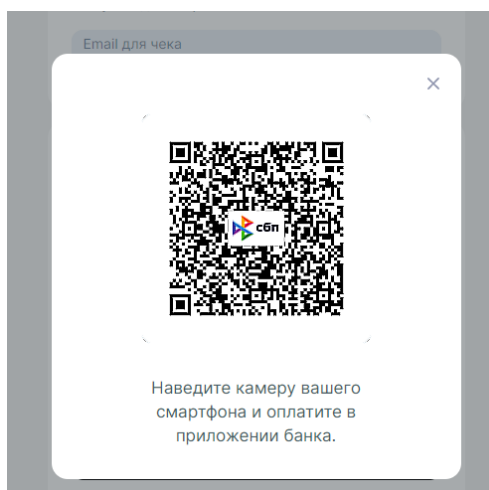 Email для чека
сбп
Наведите камеру вашего
смартфона и оплатите в
приложении банка.